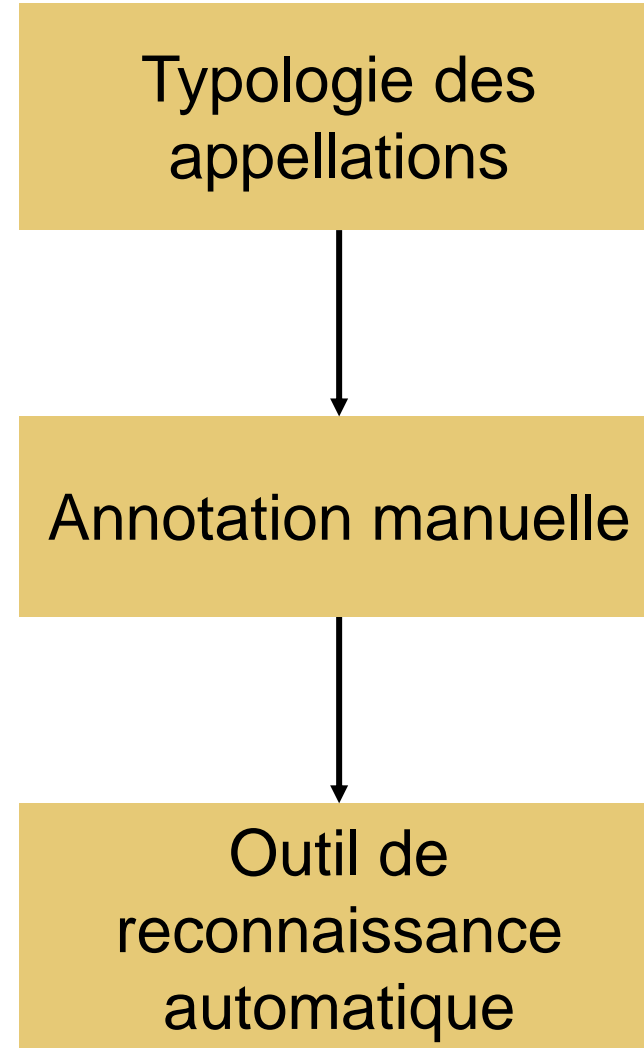 Typologie des
appellations
Annotation manuelle
Outil de
reconnaissance
automatique